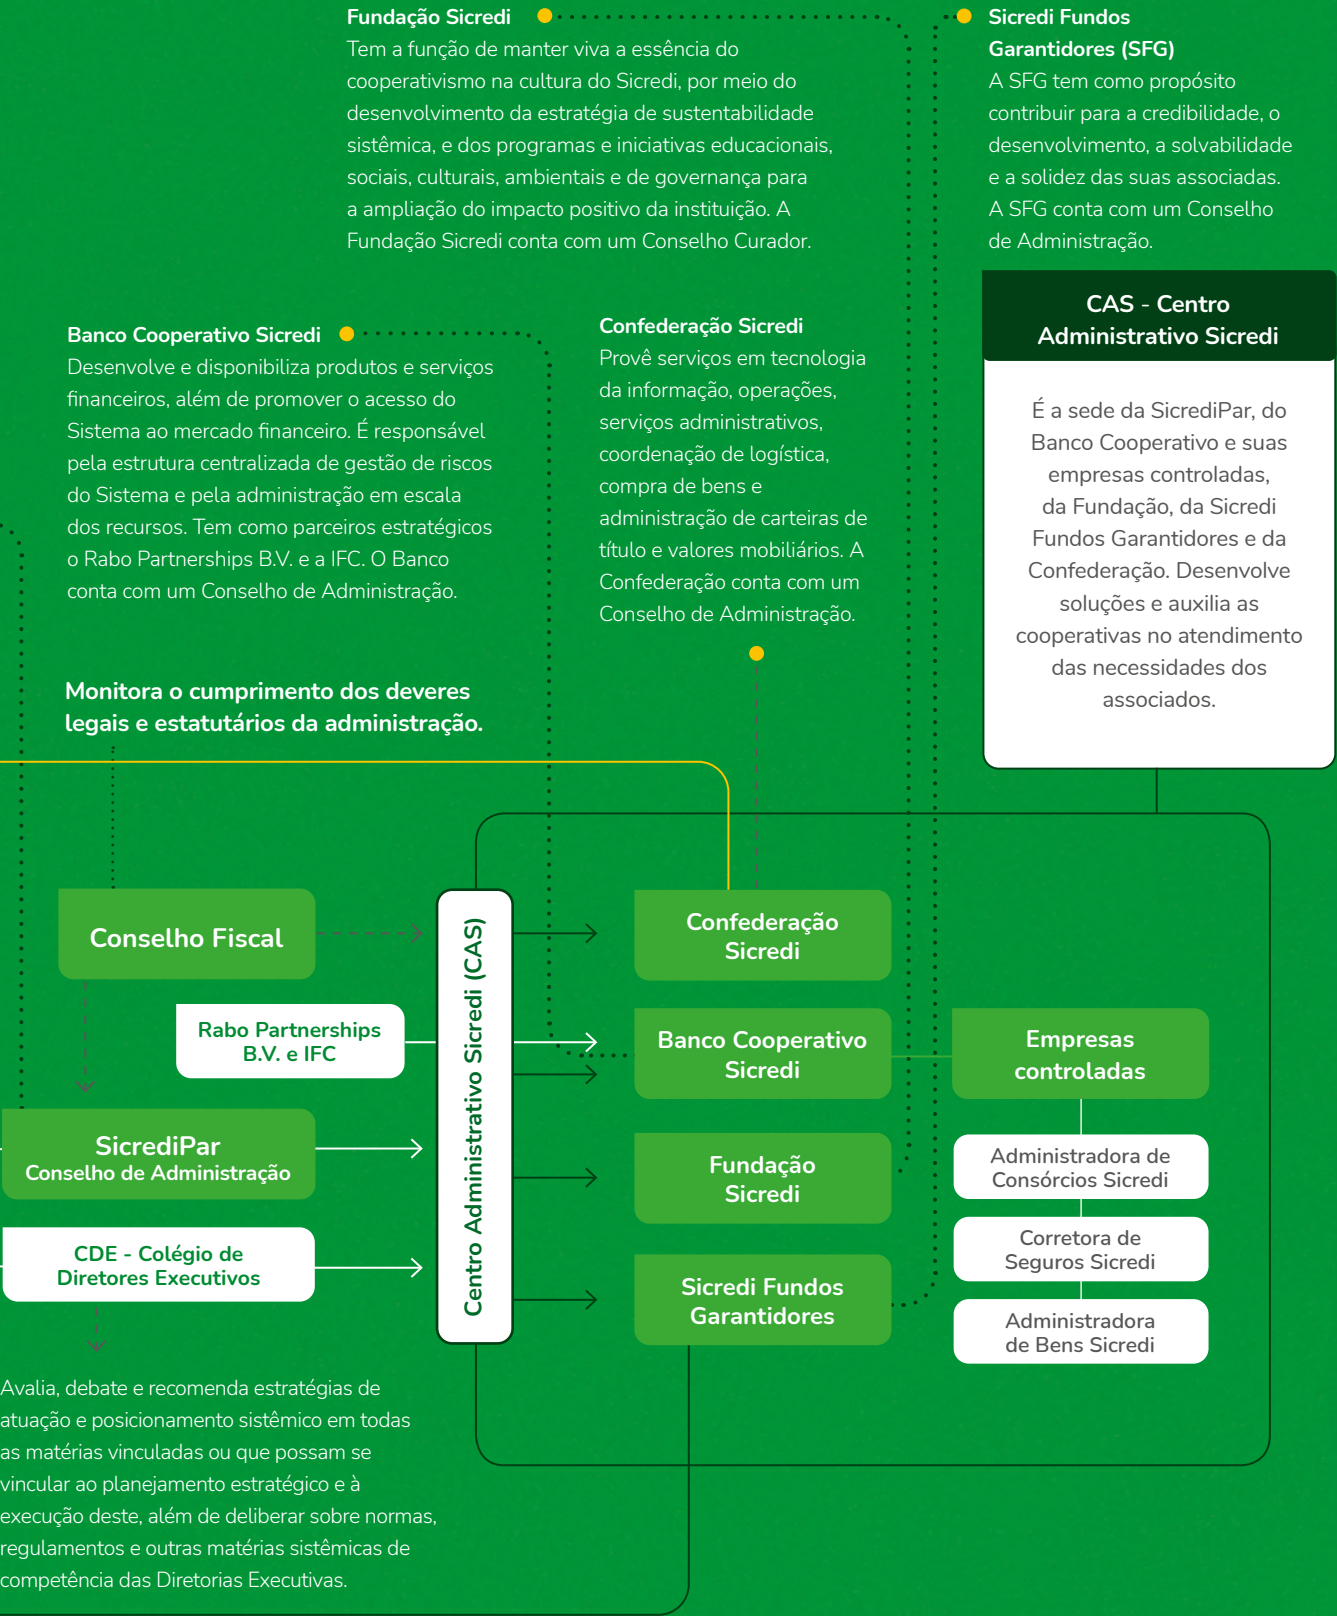 Fundação Sicredi
Tem a função de manter viva a essência do
cooperativismo na cultura do Sicredi, por meio do
desenvolvimento da estratégia de sustentabilidade
sistêmica, e dos programas e iniciativas educacionais,
sociais, culturais, ambientais e de governança para
a ampliação do impacto positivo da instituição. A
Fundação Sicredi conta com um Conselho Curador.
Sicredi Fundos
Garantidores (SFG)
A SFG tem como propósito
contribuir para a credibilidade, o
desenvolvimento, a solvabilidade
e a solidez das suas associadas.
A SFG conta com um Conselho
de Administração.
Banco Cooperativo Sicredi
Desenvolve e disponibiliza produtos e serviços
financeiros, além de promover o acesso do
Sistema ao mercado financeiro. É responsável
pela estrutura centralizada de gestão de riscos
do Sistema e pela administração em escala
dos recursos. Tem como parceiros estratégicos
o Rabo Partnerships B.V. e a IFC. O Banco
conta com um Conselho de Administração.
Confederação Sicredi
Provê serviços em tecnologia
da informação, operações,
serviços administrativos,
coordenação de logística,
compra de bens e
administração de carteiras de
título e valores mobiliários. A
Confederação conta com um
Conselho de Administração.
CAS - Centro
Administrativo Sicredi
É a sede da SicrediPar, do
Banco Cooperativo e suas
empresas controladas,
da Fundação, da Sicredi
Fundos Garantidores e da
Confederação. Desenvolve
soluções e auxilia as
cooperativas no atendimento
das necessidades dos
associados.
Monitora o cumprimento dos deveres
legais e estatutários da administração.
Conselho Fiscal
Rabo Partnerships
B.V. e IFC
SicrediPar
Conselho de Administração
CDE - Colégio de
Diretores Executivos
Centro Administrativo Sicredi (CAS)
Confederação
Sicredi
Banco Cooperativo
Sicredi
Fundação
Sicredi
Sicredi Fundos
Garantidores
Empresas
controladas
Administradora de
Consórcios Sicredi
Corretora de
Seguros Sicredi
Administradora
de Bens Sicredi
Avalia, debate e recomenda estratégias de
atuação e posicionamento sistêmico em todas
as matérias vinculadas ou que possam se
vincular ao planejamento estratégico e à
execução deste, além de deliberar sobre normas,
regulamentos e outras matérias sistêmicas de
competência das Diretorias Executivas.